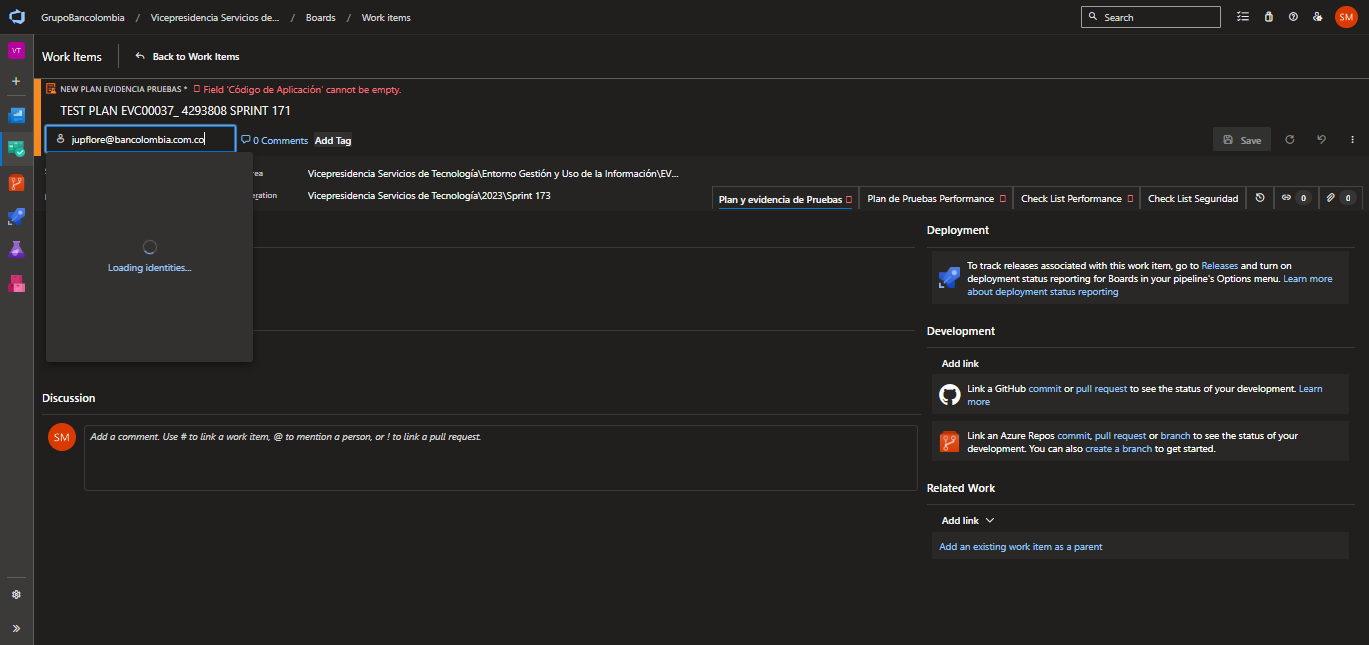 GrupoBancolombia / Vicepresidencia Servicios de... / Boards / Work items
Search
SM
VT
Work Items
Back to Work Items
NEW PLAN EVIDENCIA PRUEBAS *
Field 'Código de Aplicación' cannot be empty.
TEST PLAN EVC00037_ 4293808 SPRINT 171
jupflore@bancolombia.com.co
0 Comments
Add Tag
Save
rea
Vicepresidencia Servicios de Tecnología\Entorno Gestión y Uso de la Información\EV...
eration
Vicepresidencia Servicios de Tecnología\2023\Sprint 173
Plan y evidencia de Pruebas
Plan de Pruebas Performance
Check List Performance
Check List Seguridad
0
0
Loading identities...
Deployment
To track releases associated with this work item, go to Releases and turn on
deployment status reporting for Boards in your pipeline's Options menu. Learn more
about deployment status reporting
Development
Add link
Link a GitHub commit or pull request to see the status of your development. Learn
more
Link an Azure Repos commit, pull request or branch to see the status of your
development. You can also create a branch to get started.
Related Work
Add link
Add an existing work item as a parent
Discussion
SM
Add a comment. Use # to link a work item, @ to mention a person, or ! to link a pull request.